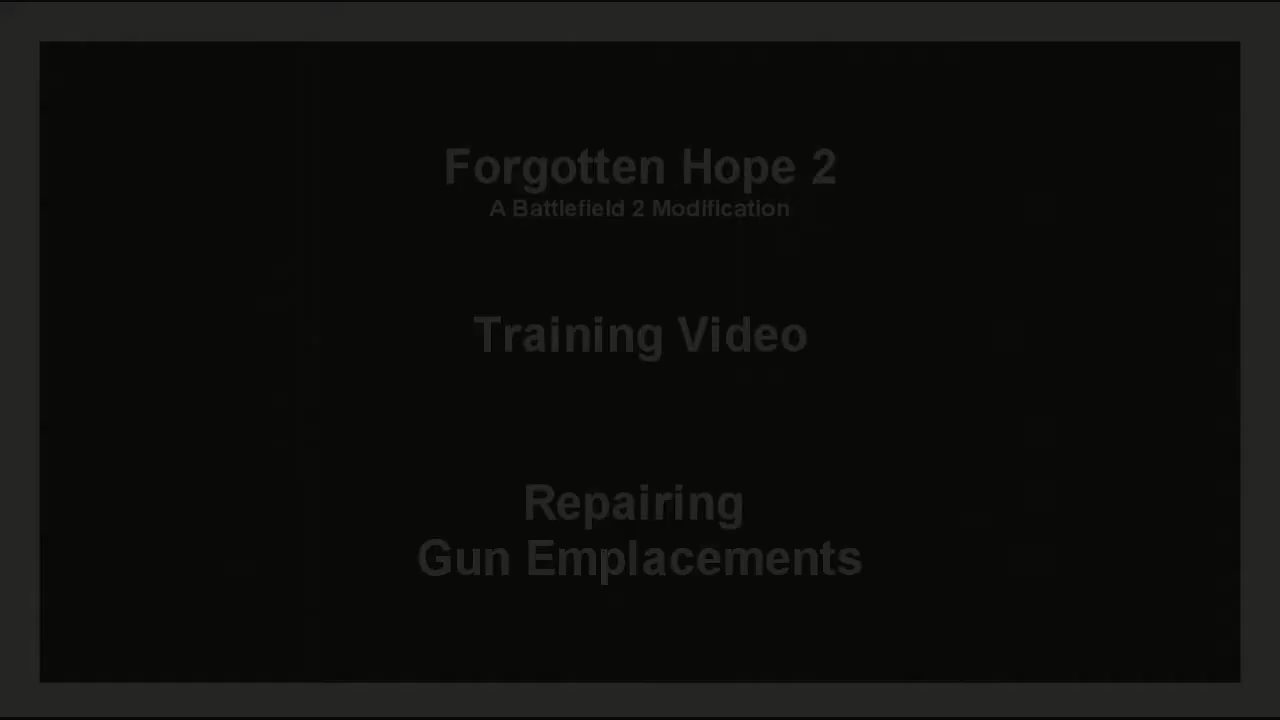 Forgotten Hope 2
A Battlefield 2 Modification
Training Video
Repairing
Gun Emplacements